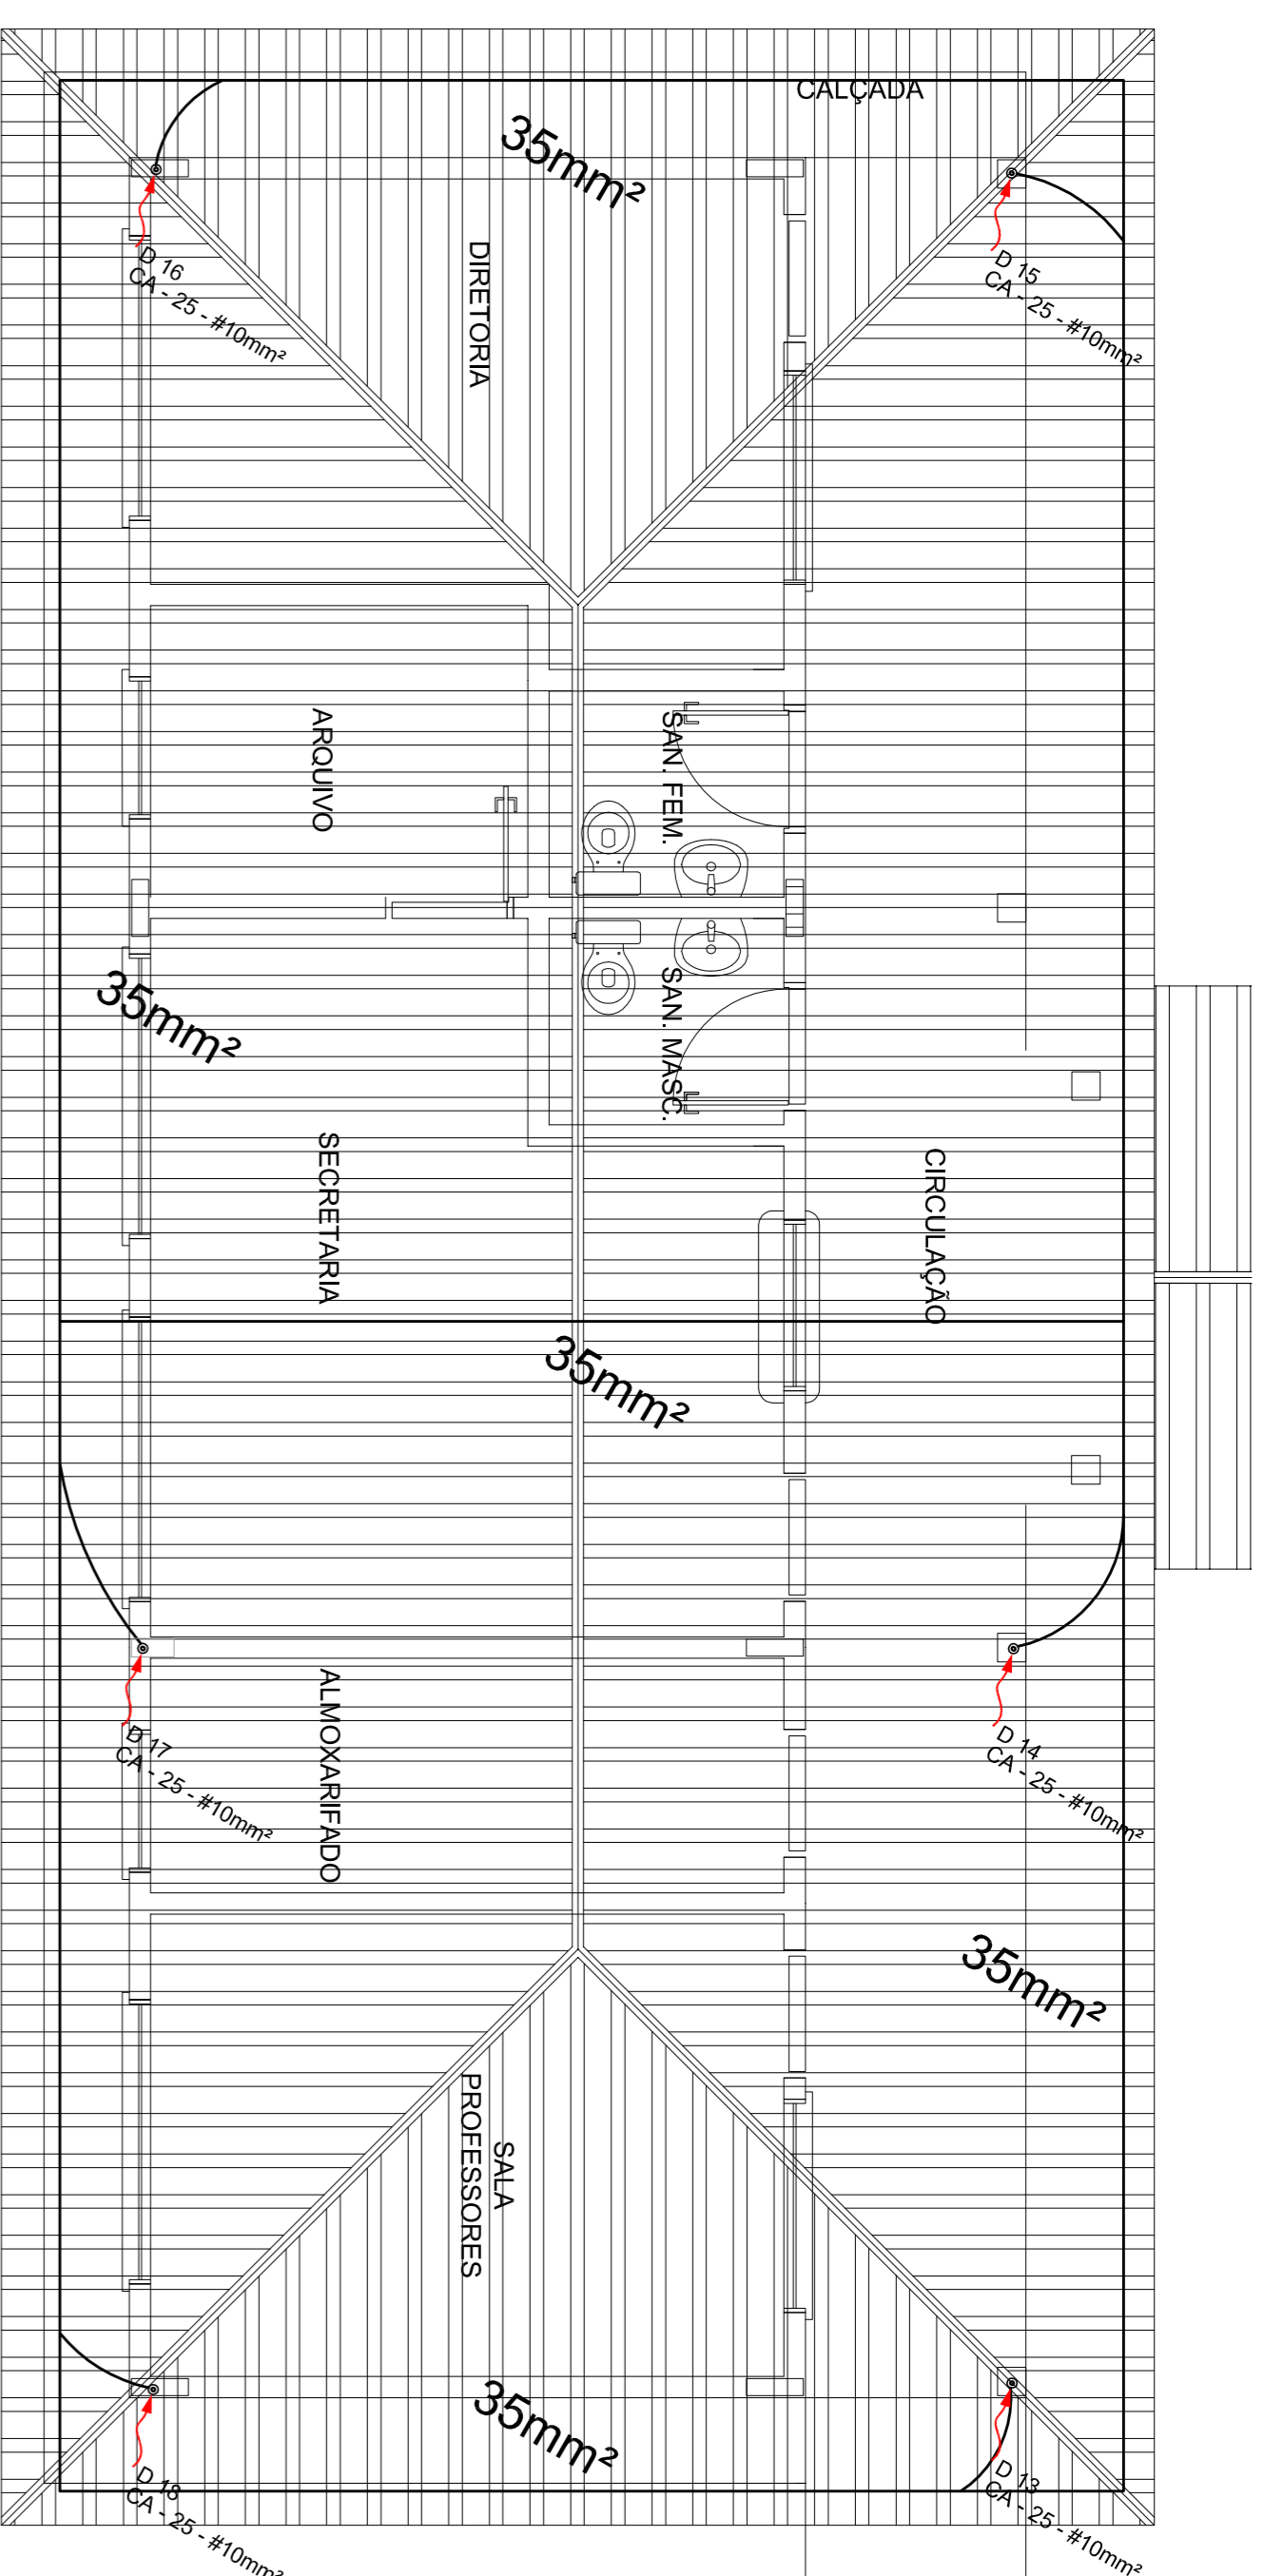 CALÇADA
35mm²
D 16
CA - 25 - #10mm²
D 15
CA - 25 - #10mm²
DIRETORIA
ARQUIVO
SAN. FEM.
35mm²
SAN. MASC.
SECRETARIA
CIRCULAÇÃO
35mm²
D 17
CA - 25 - #10mm²
D 14
CA - 25 - #10mm²
ALMOXARIFADO
35mm²
SALA
PROFESSORES
35mm²
D 18
CA - 25 - #10mm²
D 13
CA - 25 - #10mm²